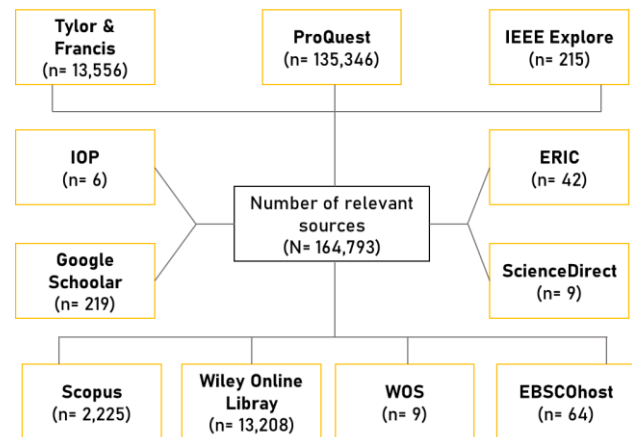 Tylor &
Francis
(n= 13,556)
ProQuest
(n= 135,346)
IEEE Explore
(n= 215)
IOP
(n= 6)
ERIC
(n= 42)
Number of relevant
sources
(N= 164,793)
Google
Schoolar
(n= 219)
ScienceDirect
(n= 9)
Scopus
(n= 2,225)
Wiley Online
Libray
(n= 13,208)
WOS
(n= 9)
EBSCOhost
(n= 64)